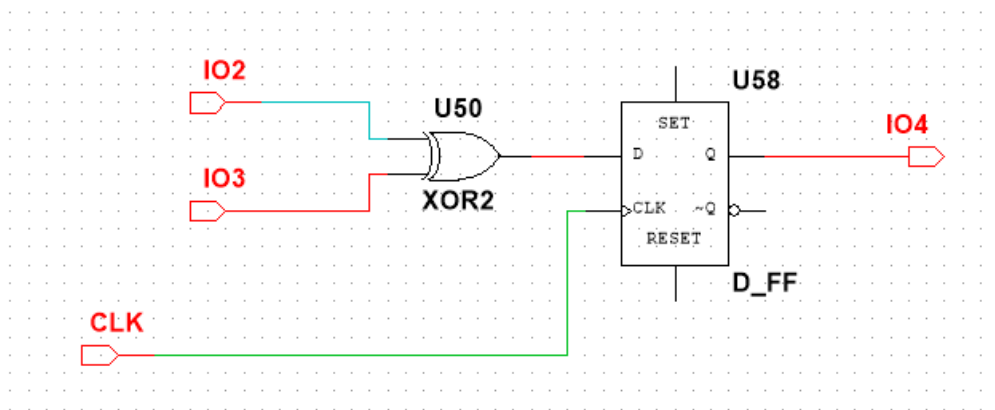 IO2
U50
U58
SET
IO4
D
Q
IO3
XOR2
CLK
~Q
RESET
D_FF
CLK